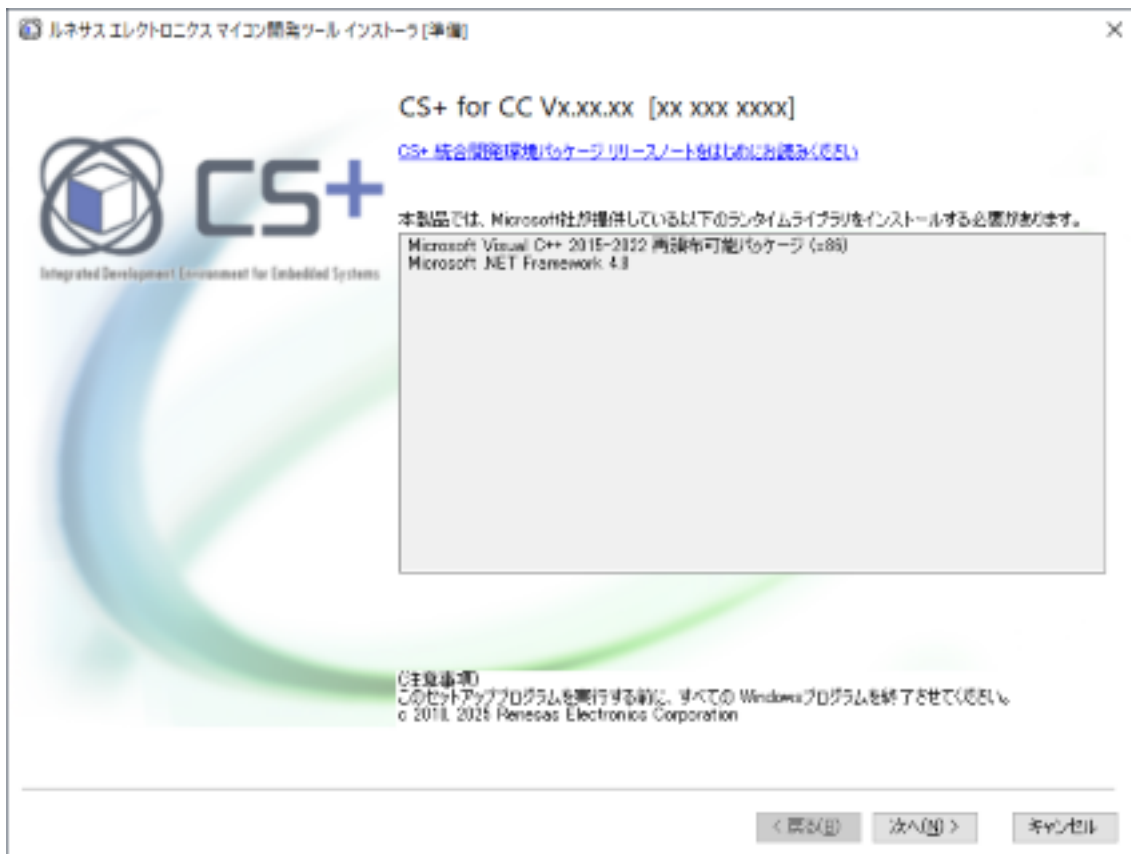 ルネサス エレクトロニクス マイコン開発ツール インストーラ [準備]
CS+ for CC Vx.xx.xx [xx xxx xxxx]
CS+ 統合開発環境パッケージ リリースノートをはじめにお読みください
CS+
Integrated Development Environment for Embedded Systems
本製品では、Microsoft社が提供している以下のランタイムライブラリをインストールする必要があります。
Microsoft Visual C++ 2015-2022 再頒布可能パッケージ (x86)
Microsoft .NET Framework 4.8
(注意事項)
このセットアッププログラムを実行する前に、すべての Windowsプログラムを終了させてください。
c 2010, 2025 Renesas Electronics Corporation
< 戻る(B)
次へ(N) >
キャンセル